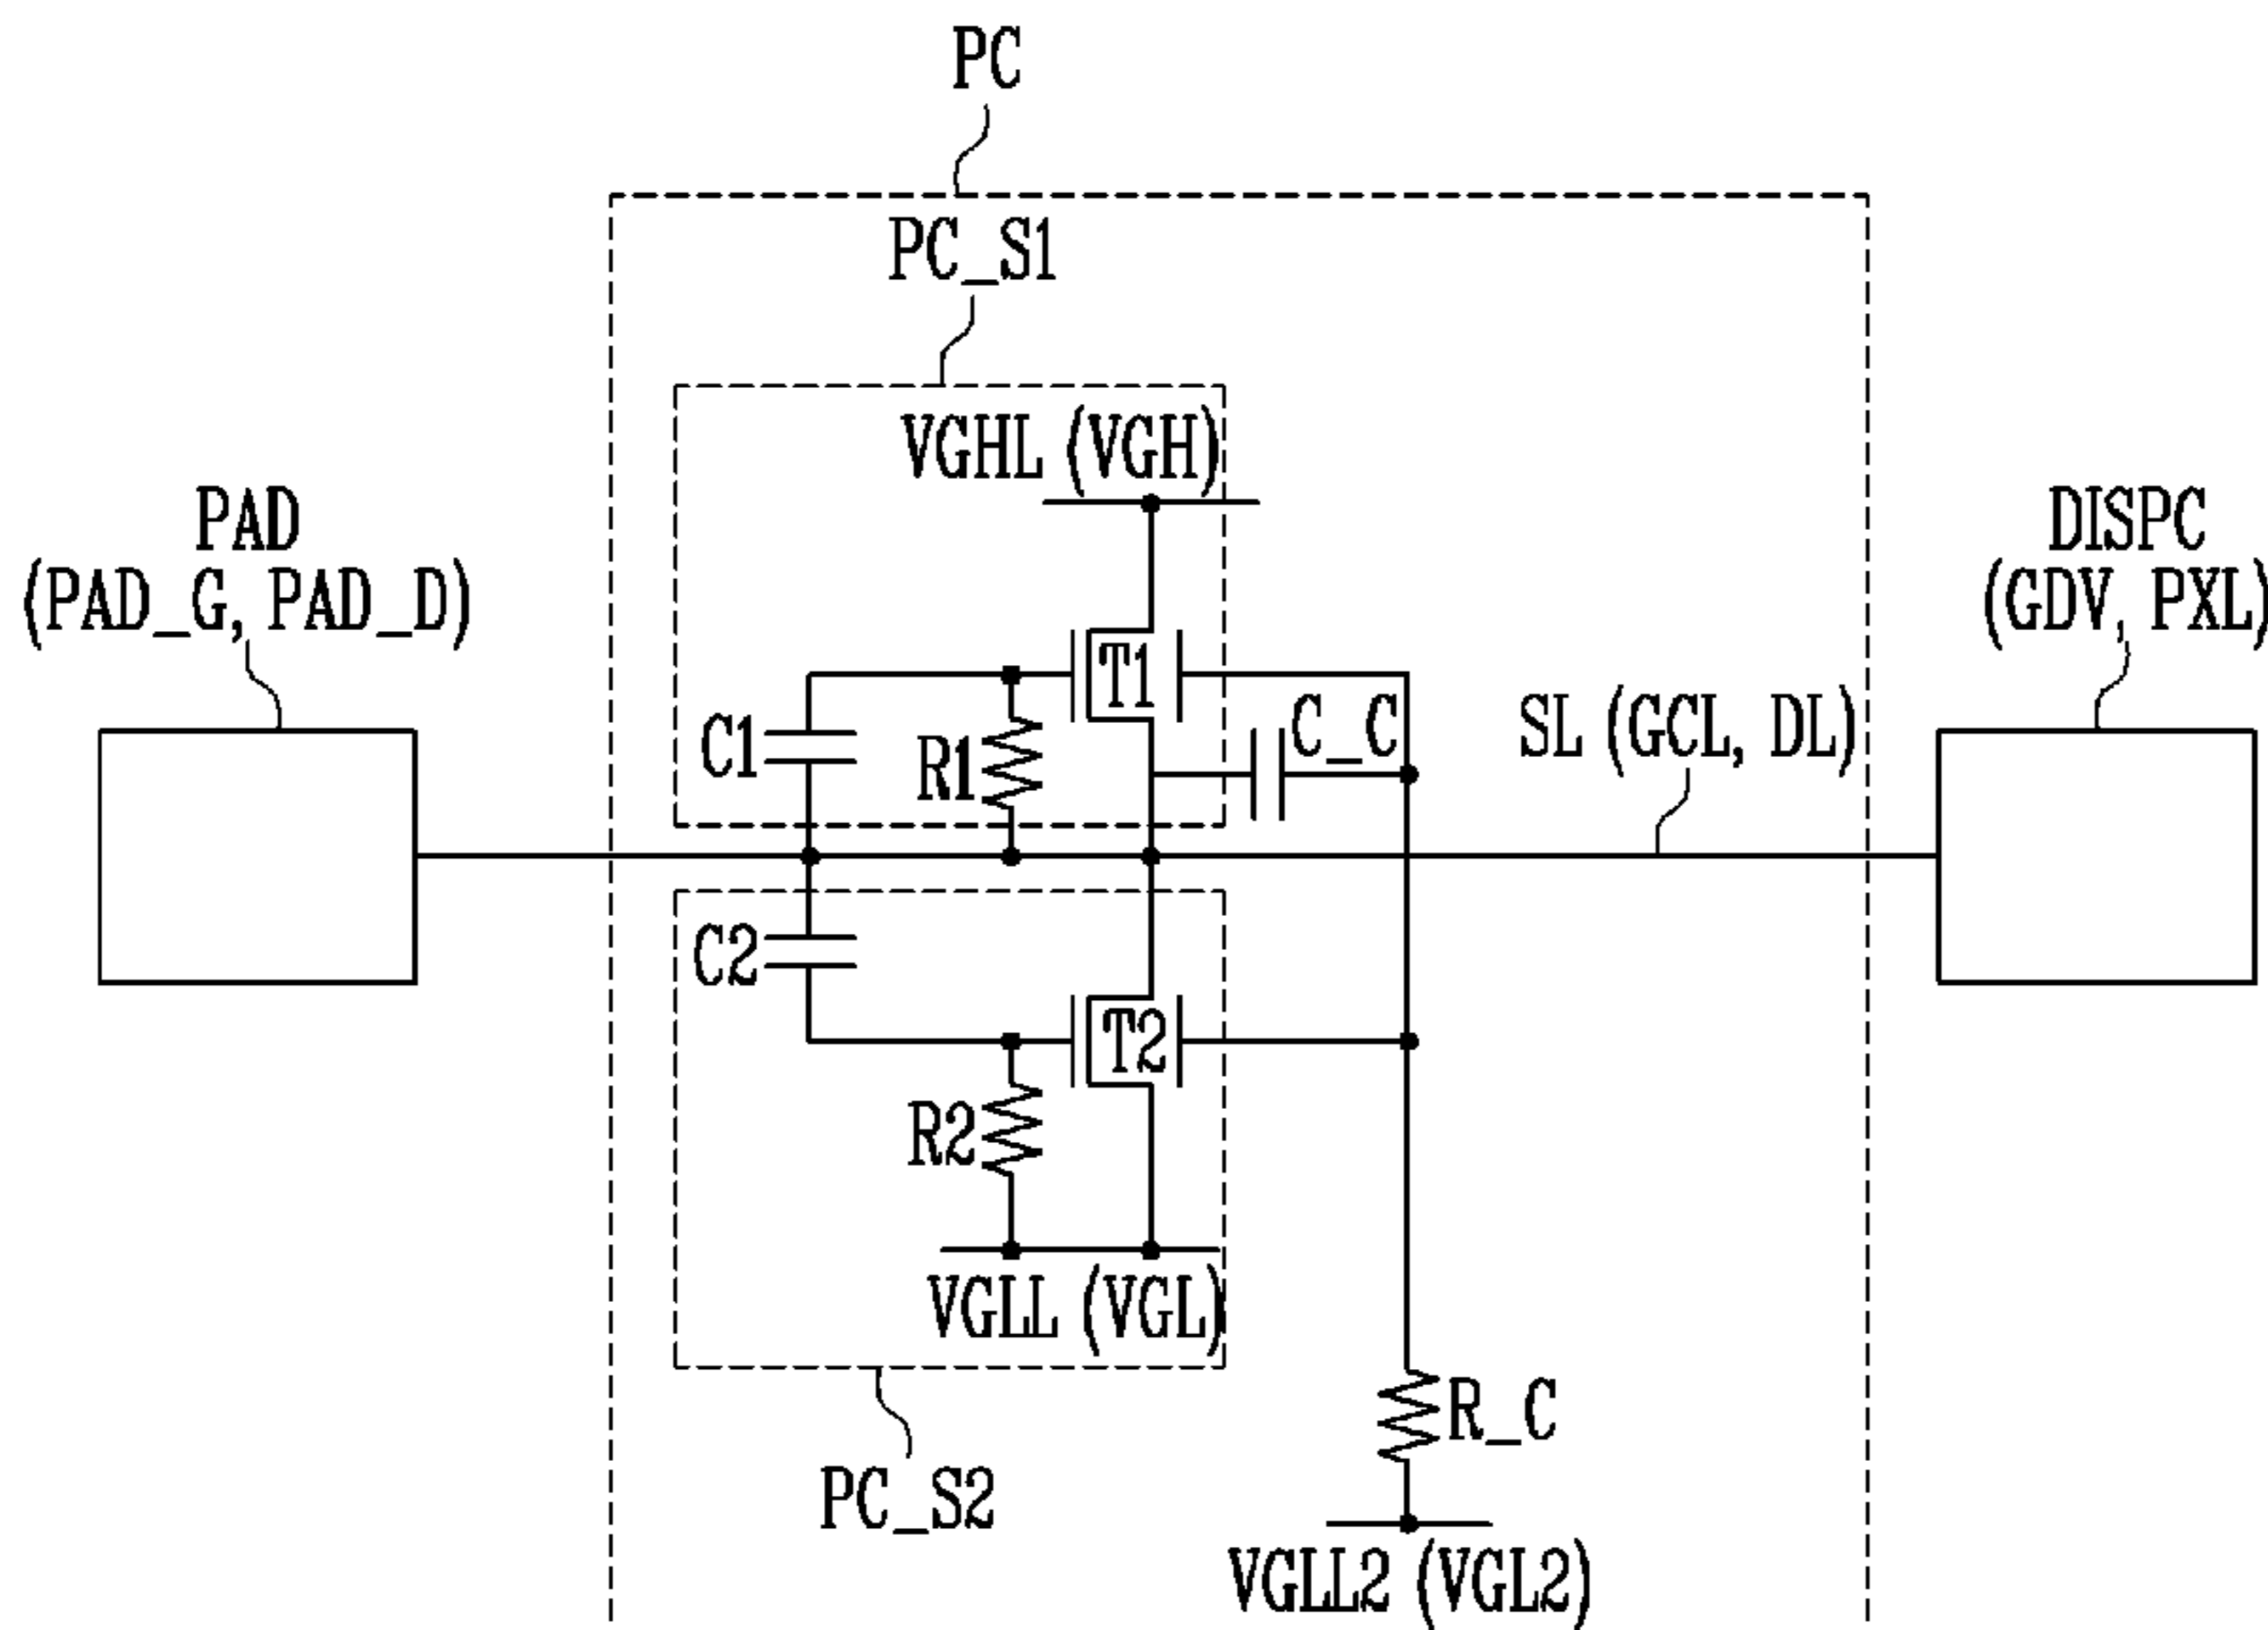 PC
PC_S1
VGHL (VGH)
PAD
(PAD_G, PAD_D)
DISPC
(GDV, PXL)
T1
C1
R1
C_C
SL (GCL, DL)
C2
T2
R2
VGLL (VGL)
R_C
PC_S2
VGLL2 (VGL2)